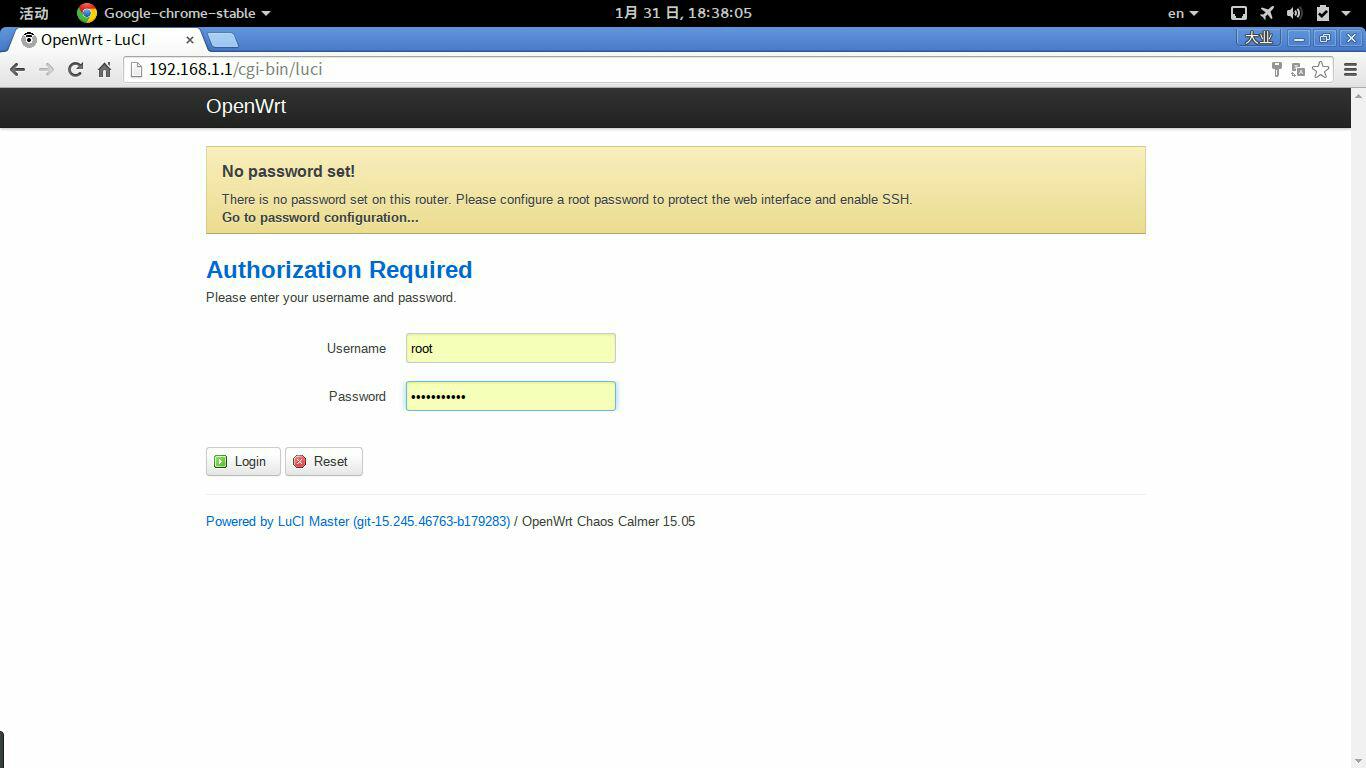 活动 Google-chrome-stable 1月 31 日, 18:38:05 en
OpenWrt - LuCI × 大业
192.168.1.1/cgi-bin/luci
OpenWrt
No password set!
There is no password set on this router. Please configure a root password to protect the web interface and enable SSH.
Go to password configuration...
Authorization Required
Please enter your username and password.
Username root
Password •••••••••••
Login Reset
Powered by LuCI Master (git-15.245.46763-b179283) / OpenWrt Chaos Calmer 15.05